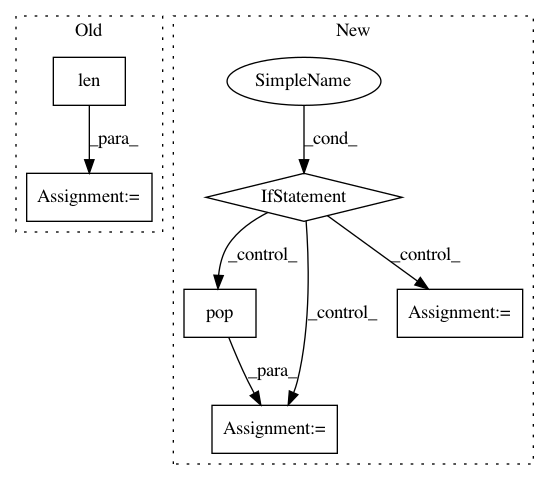 Old
New
len
SimpleName
_para_
_cond_
Assignment:=
IfStatement
_control_
_control_
_control_
pop
Assignment:=
_para_
Assignment:=